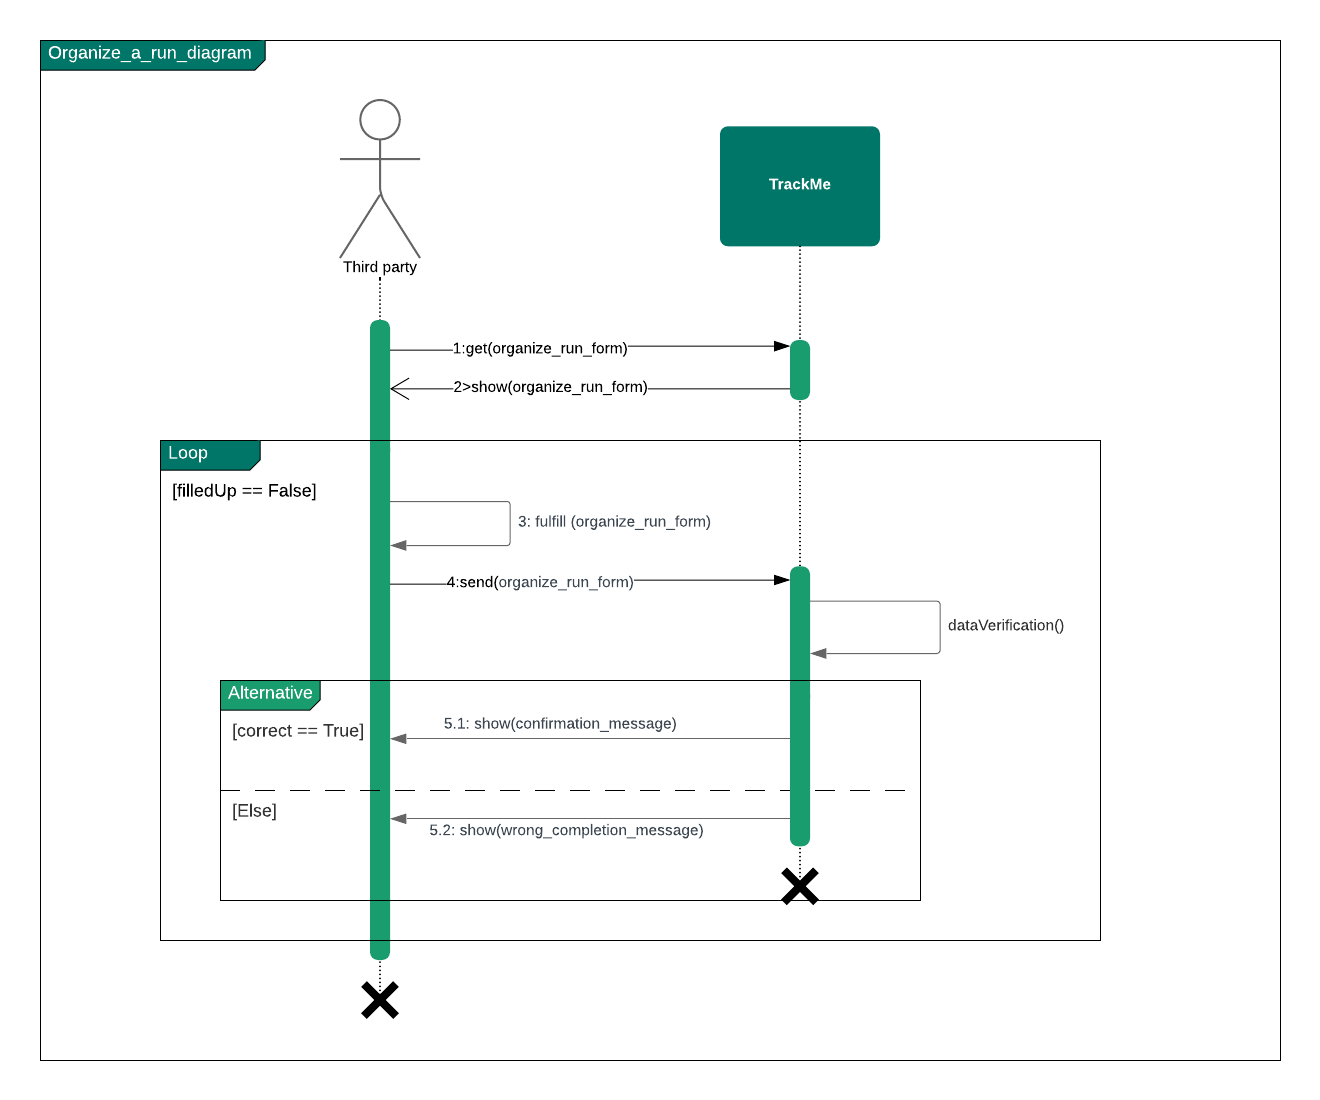 Organize_a_run_diagram
TrackMe
Third party
1:get(organize_run_form)
2>show(organize_run_form)
Loop
[filledUp == False]
3: fulfill (organize_run_form)
4:send(organize_run_form)
dataVerification()
Alternative
5.1: show(confirmation_message)
[correct == True]
[Else]
5.2: show(wrong_completion_message)